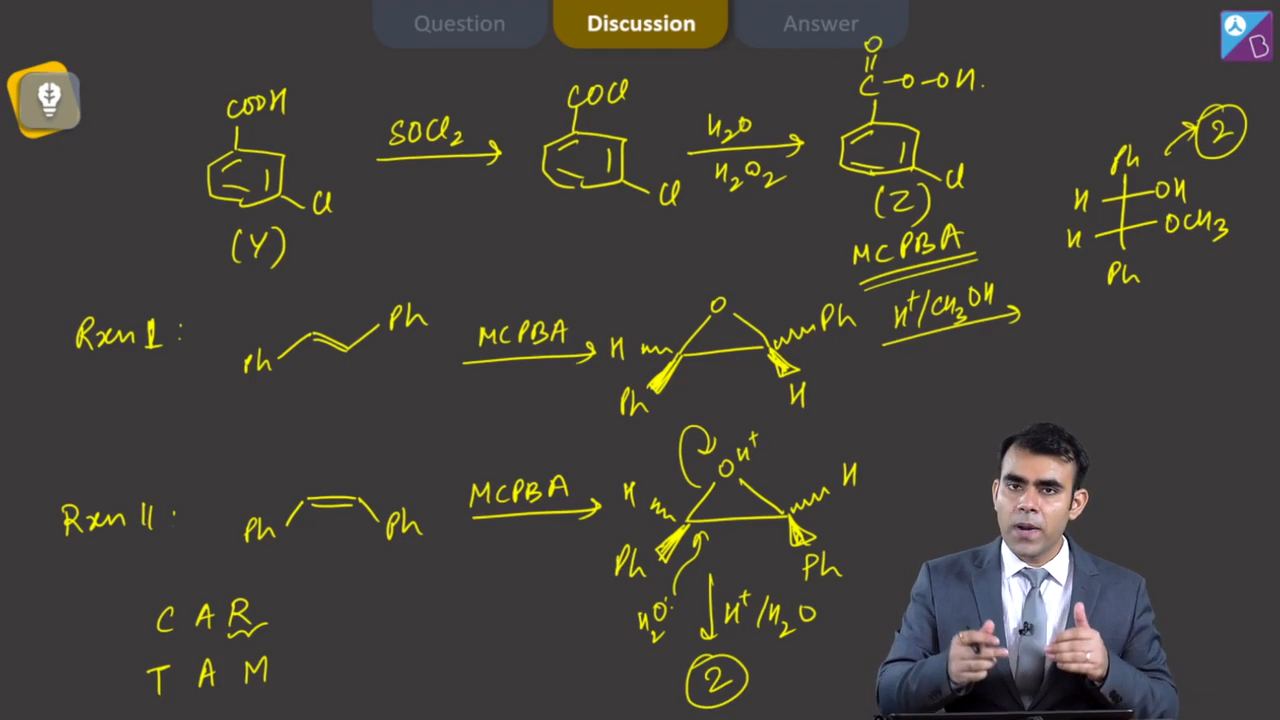 Question Discussion Answer
B
COOH
Cl
(Y)
SOCl2
COCl
Cl
H2O
H2O2
O
C-O-OH.
Cl
(Z)
MCPBA
2
Ph
H OH
H OCH3
Ph
Rxn I :
Ph Ph
MCPBA
O
H Ph
Ph H
H+/CH3OH
Rxn II :
Ph Ph
MCPBA
O H+
H H
Ph Ph
H2O:
H+/H2O
2
C A R
T A M